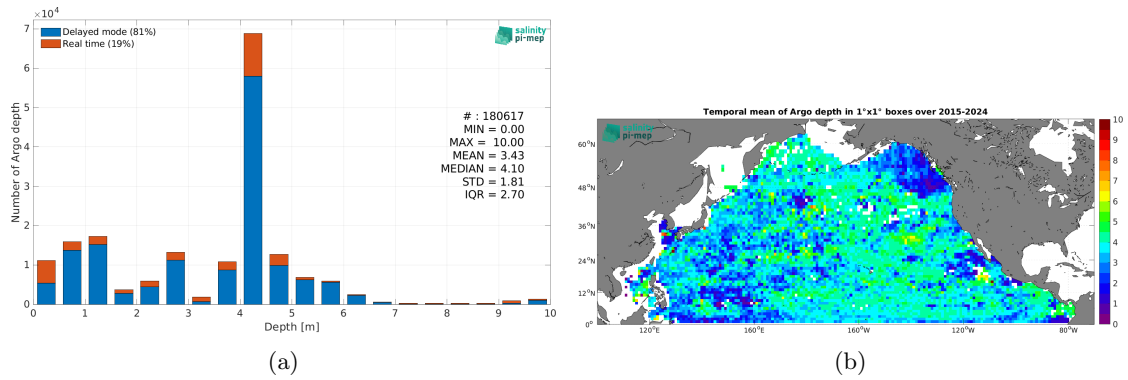 ×10⁴
7
6
5
4
3
2
1
0
Number of Argo depth
Delayed mode (81%)
Real time (19%)
salinity
pi-mep
# : 180617
MIN = 0.00
MAX = 10.00
MEAN = 3.43
MEDIAN = 4.10
STD = 1.81
IQR = 2.70
0 1 2 3 4 5 6 7 8 9 10
Depth [m]
(a)
Temporal mean of Argo depth in 1°x1° boxes over 2015-2024
salinity
pi-mep
60°N
48°N
36°N
24°N
12°N
0°
120°E 160°E 160°W 120°W 80°W
10
9
8
7
6
5
4
3
2
1
0
(b)